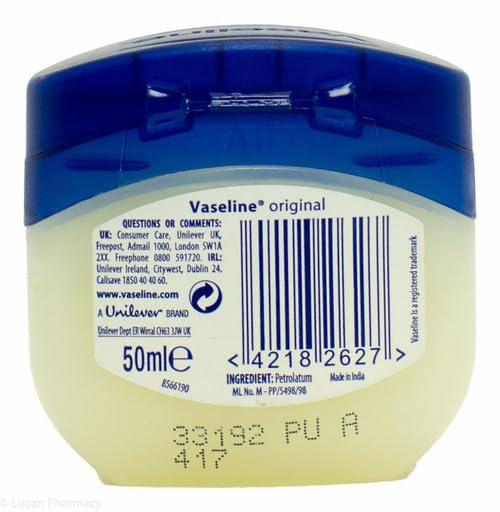 Vaseline® original
QUESTIONS OR COMMENTS:
UK: Consumer Care, Unilever UK,
Freepost, Admail 1000, London SW1A
2XX. Freephone 0800 591720. IRL:
Unilever Ireland, Citywest, Dublin 24.
Callsave 1850 40 40 60.
www.vaseline.com
A Unilever BRAND
Unilever Dept ER Wirral CH63 3JW UK
50ml℮
8566190
<42182627>
INGREDIENT: Petrolatum
Made in India
ML No. M - PP/5498/98
Vaseline is a registered trademark
33192 PU A
417
© Lucan Pharmacy